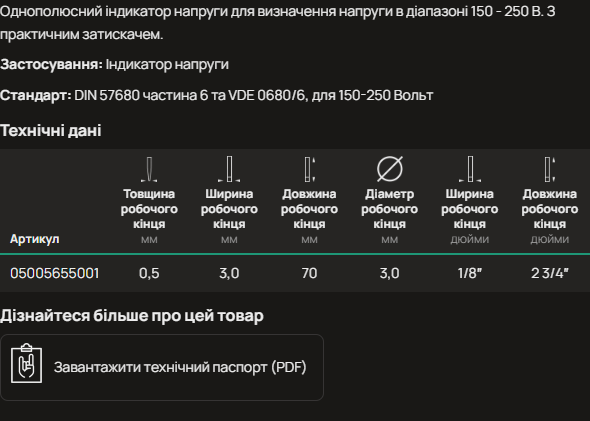 Однополюсний індикатор напруги для визначення напруги в діапазоні 150 - 250 В. З
практичним затискачем.
Застосування: Індикатор напруги
Стандарт: DIN 57680 частина 6 та VDE 0680/6, для 150-250 Вольт
Технічні дані
Артикул Товщина робочого кінця мм Ширина робочого кінця мм Довжина робочого кінця мм Діаметр робочого кінця мм Ширина робочого кінця дюйми Довжина робочого кінця дюйми
05005655001 0,5 3,0 70 3,0 1/8″ 2 3/4″
Дізнайтеся більше про цей товар
Завантажити технічний паспорт (PDF)